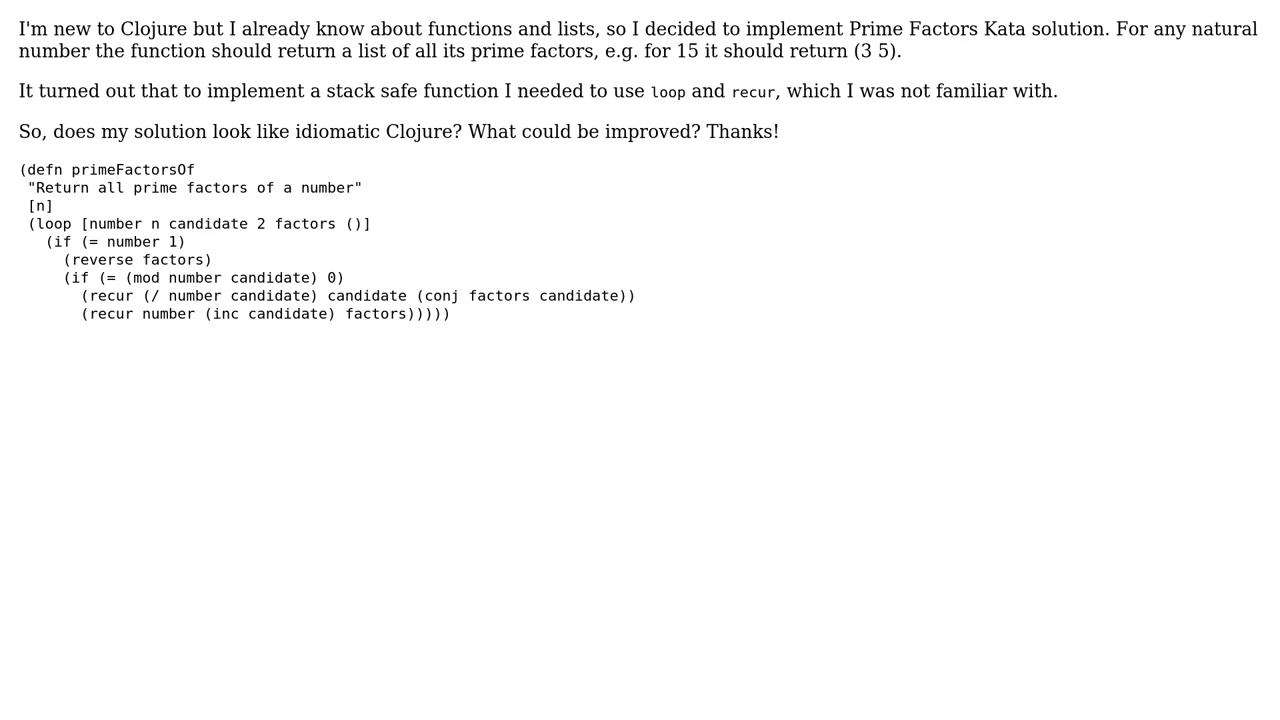 I'm new to Clojure but I already know about functions and lists, so I decided to implement Prime Factors Kata solution. For any natural
number the function should return a list of all its prime factors, e.g. for 15 it should return (3 5).
It turned out that to implement a stack safe function I needed to use loop and recur, which I was not familiar with.
So, does my solution look like idiomatic Clojure? What could be improved? Thanks!
(defn primeFactorsOf
 "Return all prime factors of a number"
 [n]
 (loop [number n candidate 2 factors ()]
   (if (= number 1)
     (reverse factors)
     (if (= (mod number candidate) 0)
       (recur (/ number candidate) candidate (conj factors candidate))
       (recur number (inc candidate) factors)))))